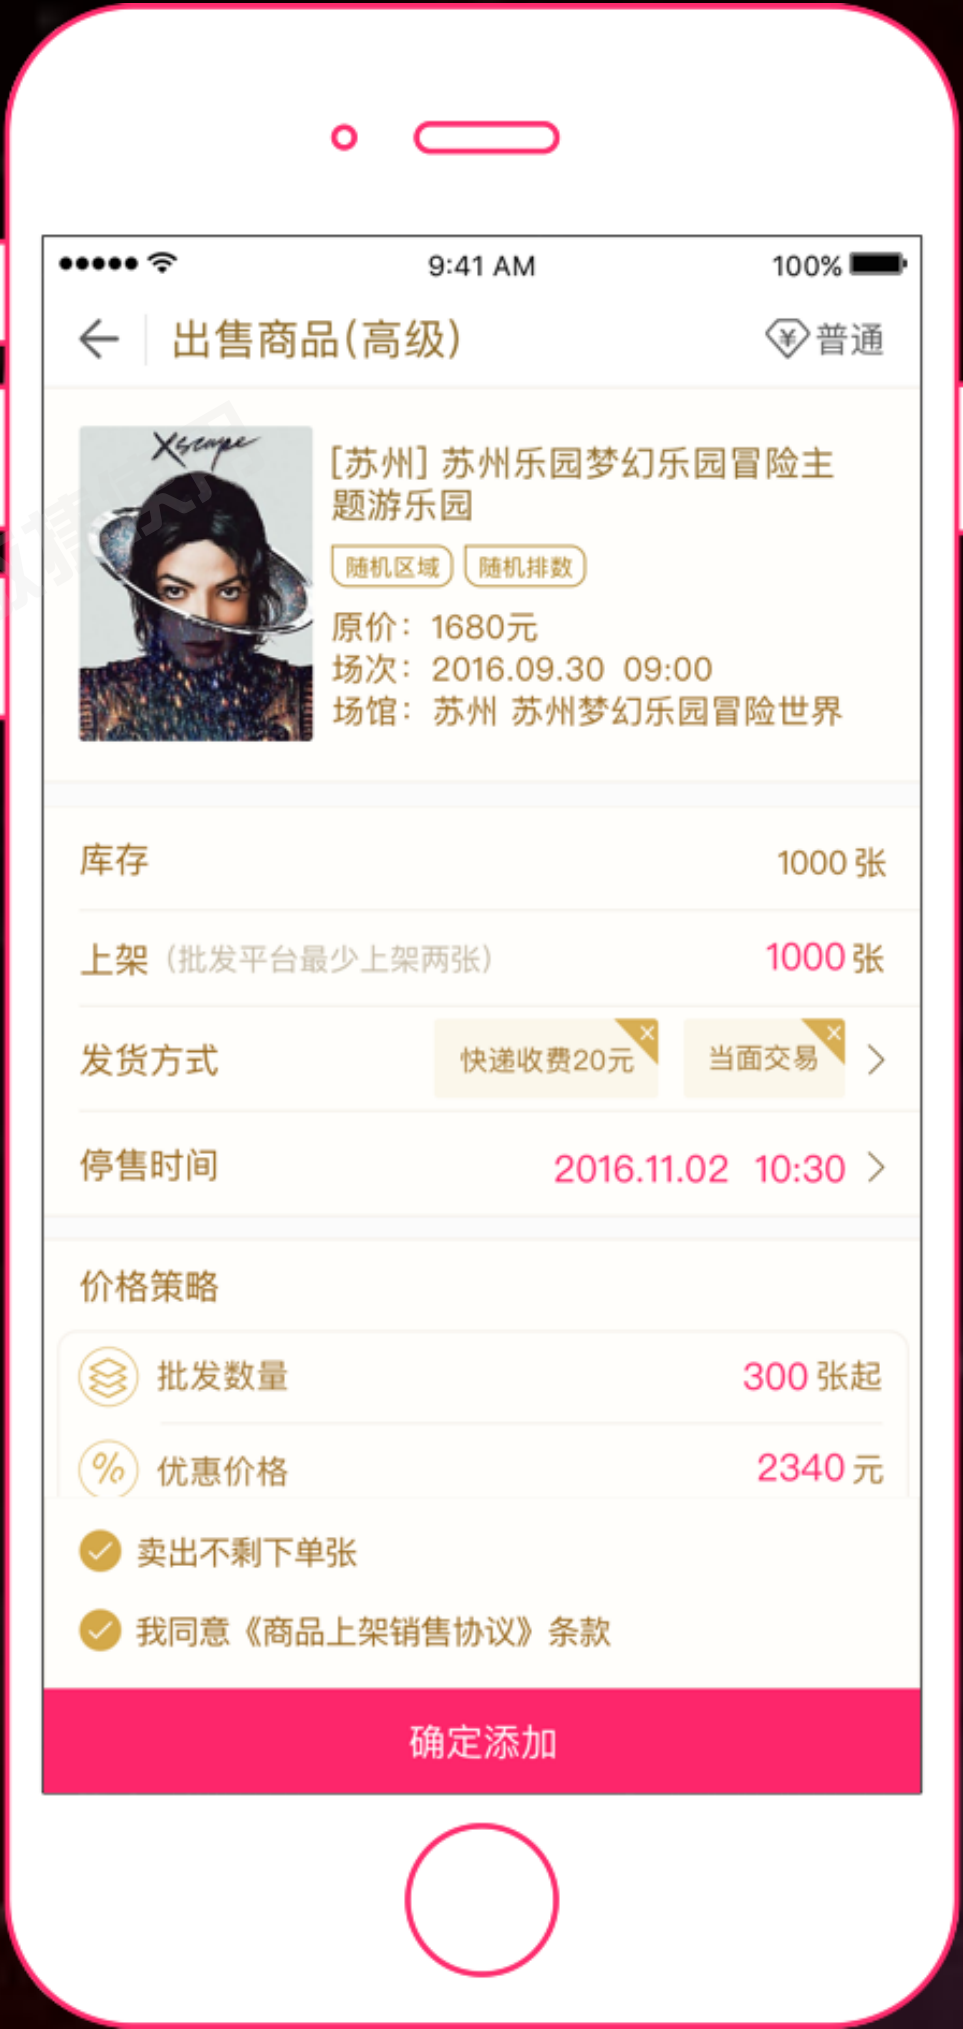 9:41 AM
100%
出售商品(高级)
普通
Xscape
[苏州] 苏州乐园梦幻乐园冒险主
题游乐园
随机区域 随机排数
原价：1680元
场次：2016.09.30 09:00
场馆：苏州 苏州梦幻乐园冒险世界
库存 1000 张
上架（批发平台最少上架两张） 1000 张
发货方式 快递收费20元 当面交易
停售时间 2016.11.02 10:30
价格策略
批发数量 300 张起
优惠价格 2340 元
卖出不剩下单张
我同意《商品上架销售协议》条款
确定添加